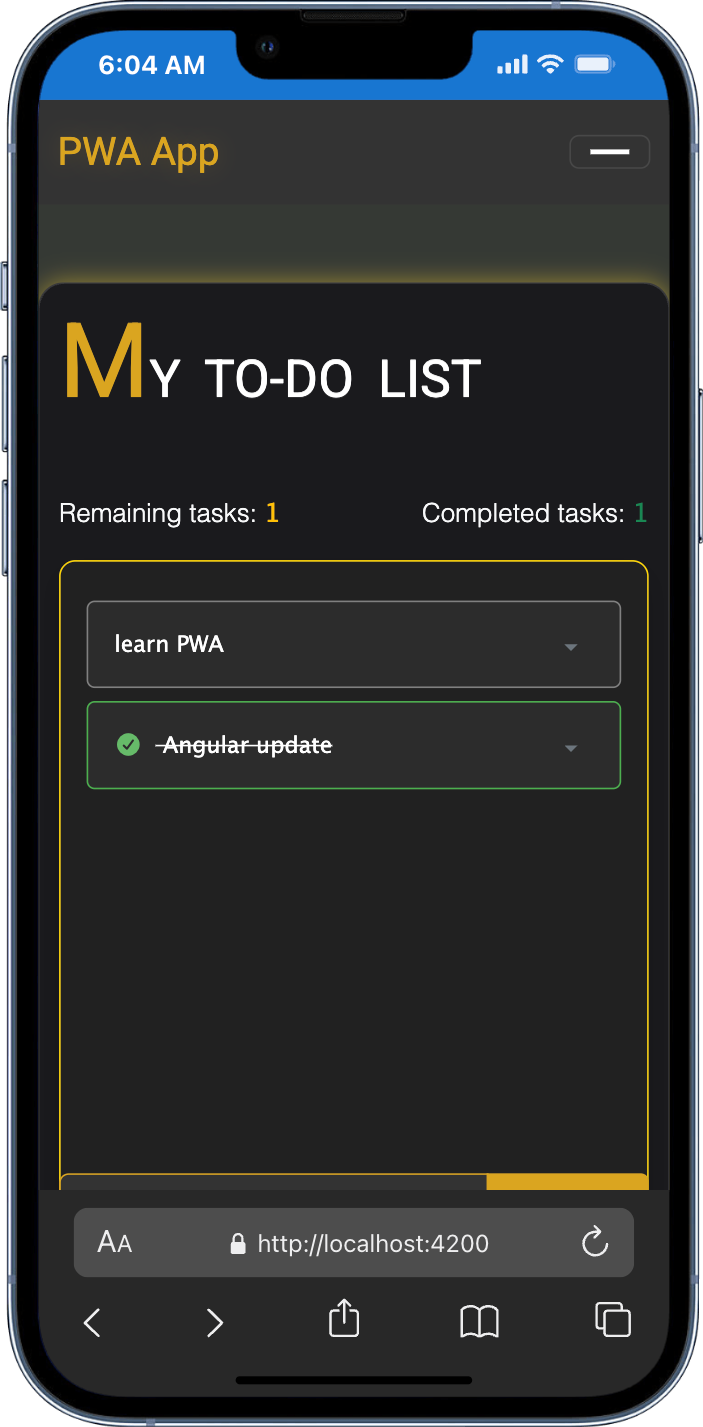 6:04 AM
PWA App
My to-do list
Remaining tasks: 1
Completed tasks: 1
learn PWA
Angular update
AA
http://localhost:4200